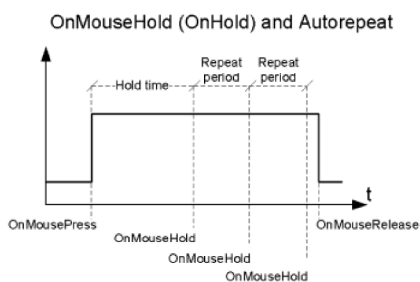 OnMouseHold (OnHold) and Autorepeat
Hold time
Repeat
period
Repeat
period
t
OnMousePress
OnMouseRelease
OnMouseHold
OnMouseHold
OnMouseHold